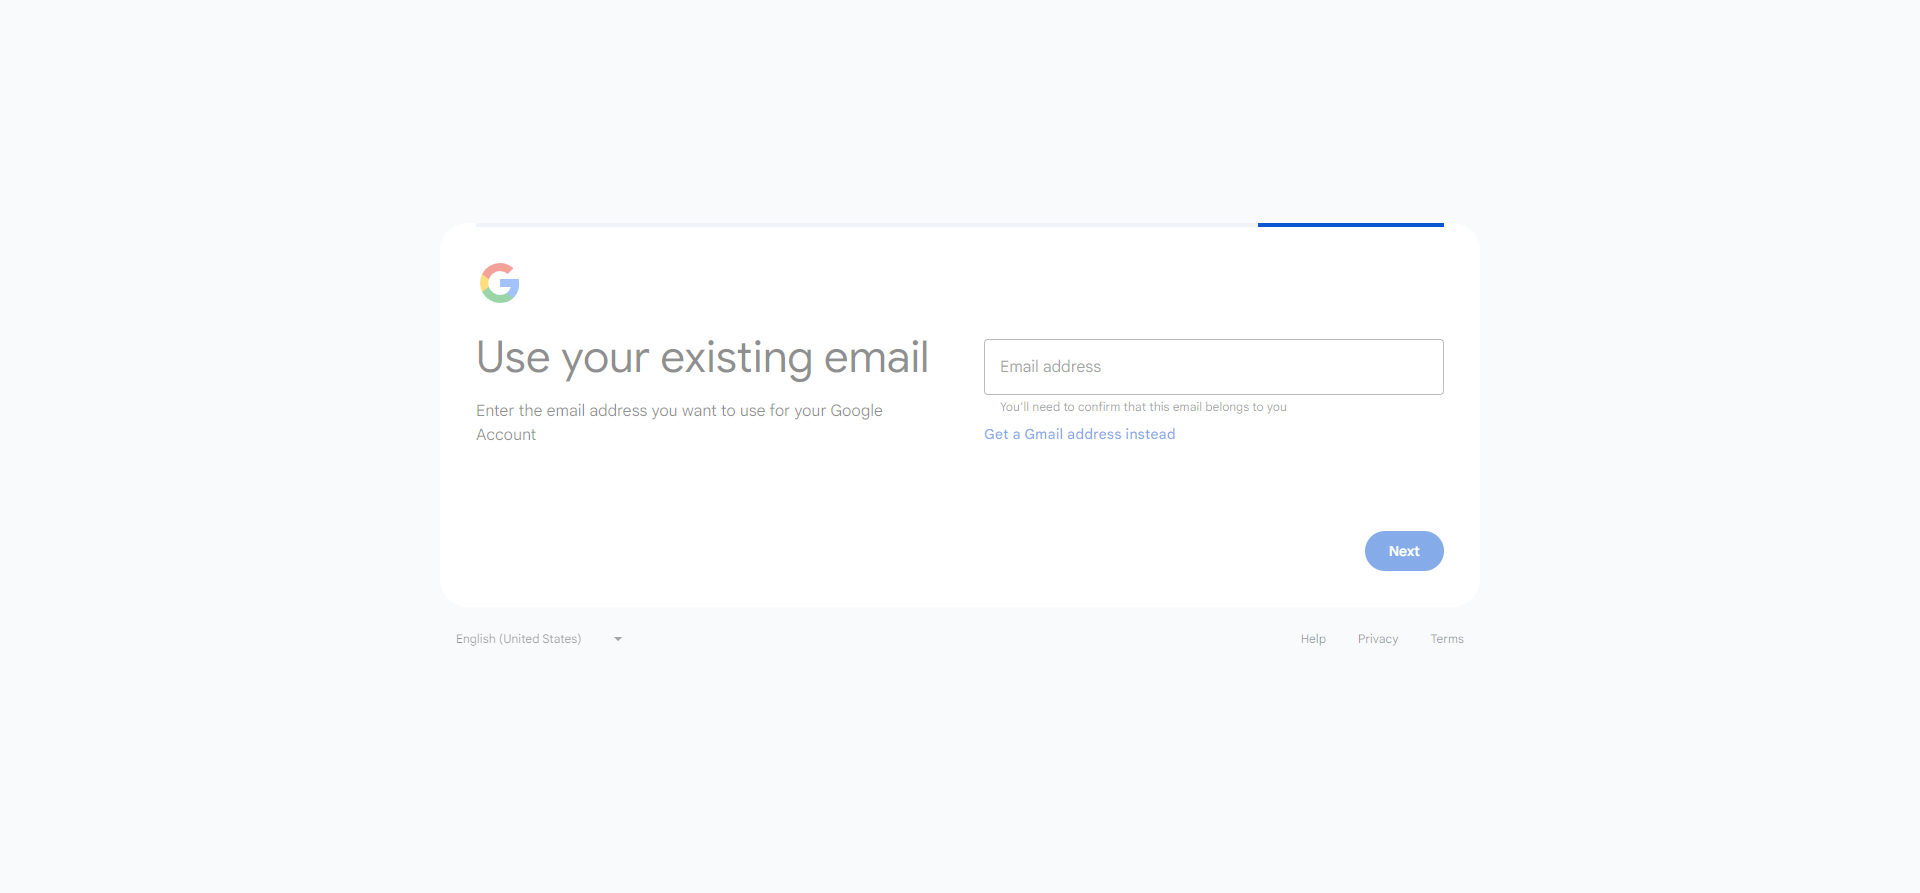 Use your existing email
Enter the email address you want to use for your Google
Account
Email address
You'll need to confirm that this email belongs to you
Get a Gmail address instead
Next
English (United States)
Help
Privacy
Terms